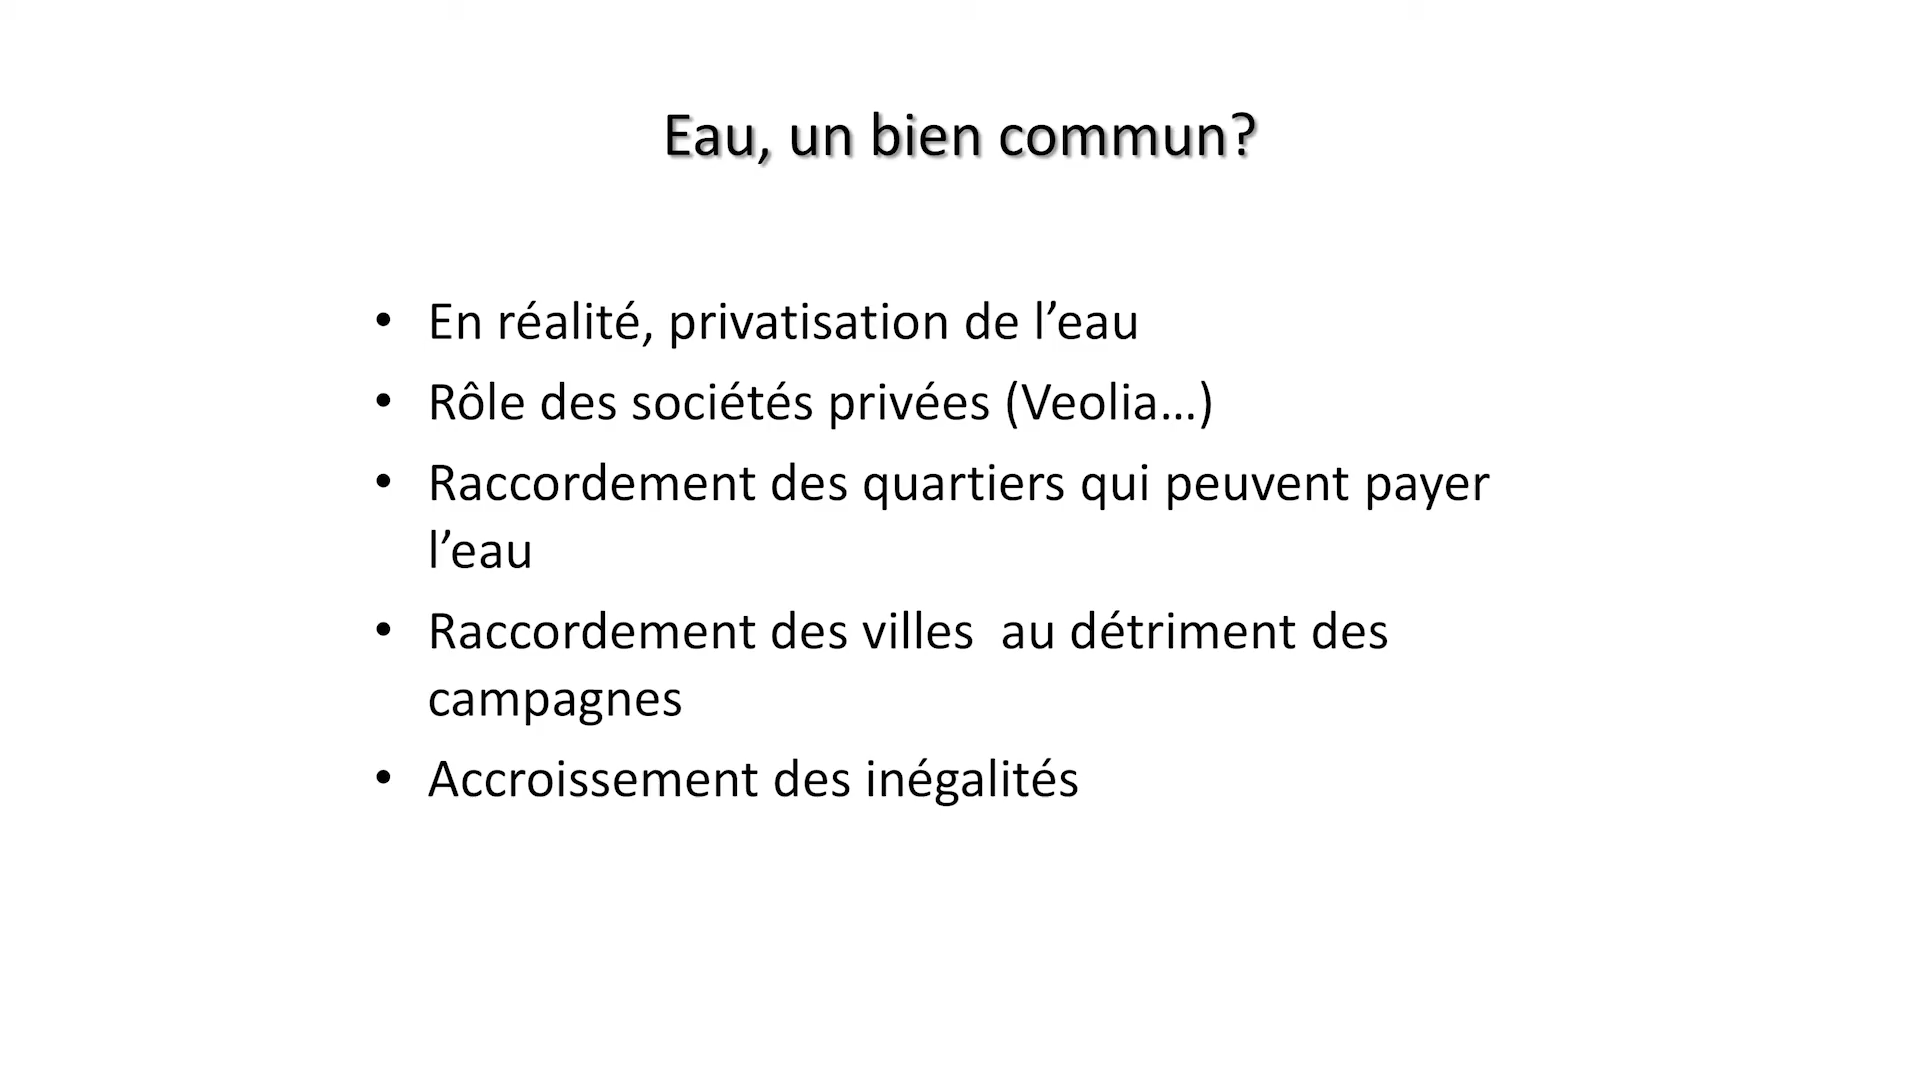 Eau, un bien commun?
• En réalité, privatisation de l’eau
• Rôle des sociétés privées (Veolia…)
• Raccordement des quartiers qui peuvent payer
l’eau
• Raccordement des villes  au détriment des
campagnes
• Accroissement des inégalités